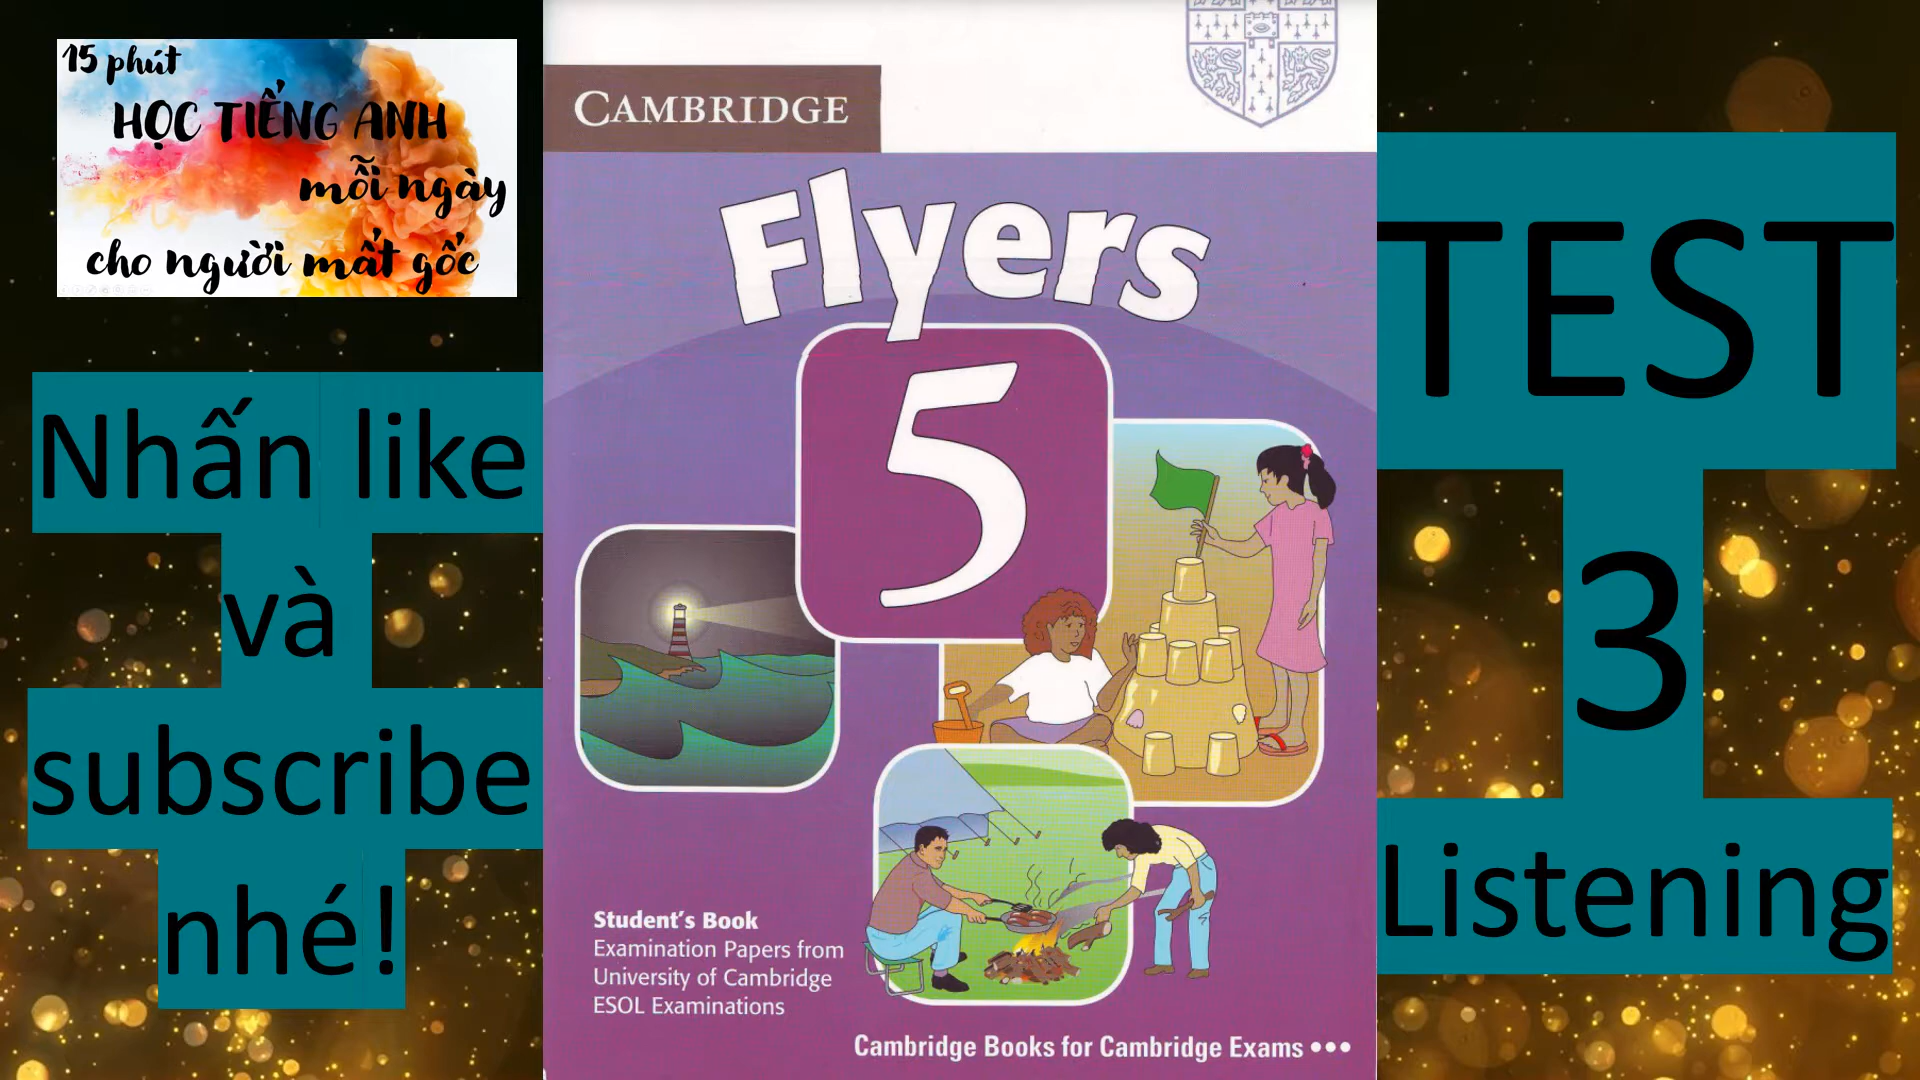 15 phút
HỌC TIẾNG ANH
mỗi ngày
cho người mất gốc
Nhấn like
và
subscribe
nhé!
CAMBRIDGE
Flyers
5
Student's Book
Examination Papers from
University of Cambridge
ESOL Examinations
Cambridge Books for Cambridge Exams •••
TEST
3
Listening